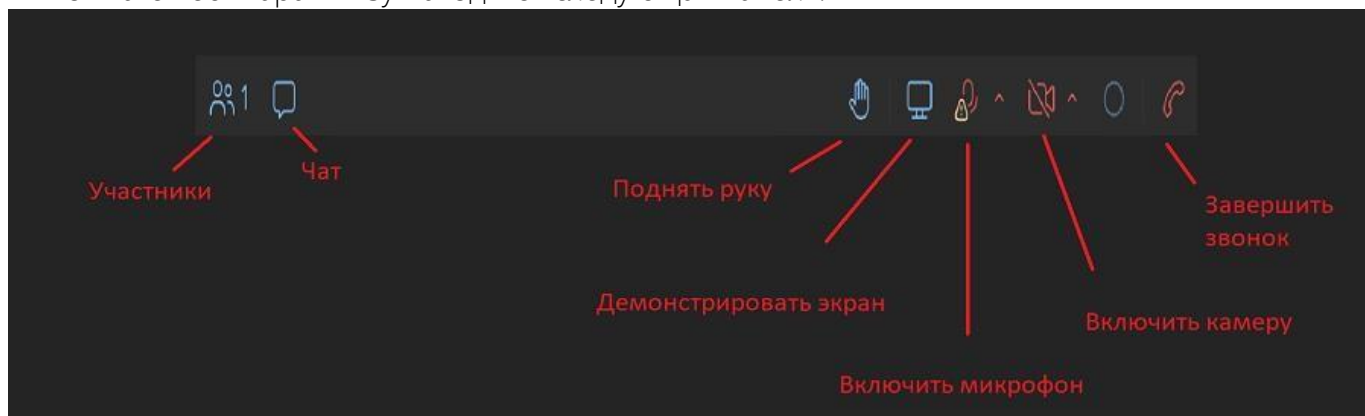 1
Участники
Чат
Поднять руку
Завершить
звонок
Демонстрировать экран
Включить камеру
Включить микрофон